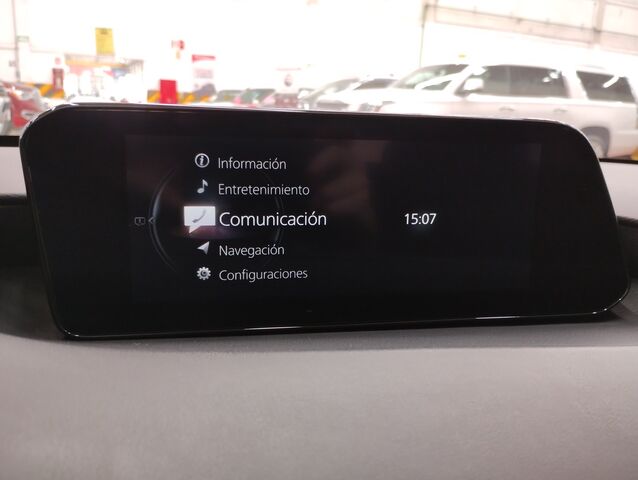 Información
Entretenimiento
Comunicación
15:07
Navegación
Configuraciones